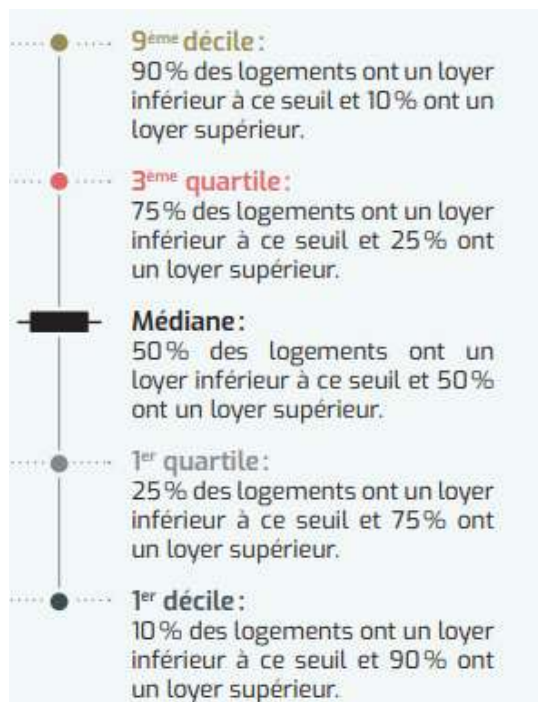 9ème décile :
90 % des logements ont un loyer
inférieur à ce seuil et 10 % ont un
loyer supérieur.
3ème quartile :
75 % des logements ont un loyer
inférieur à ce seuil et 25 % ont
un loyer supérieur.
Médiane :
50 % des logements ont un
loyer inférieur à ce seuil et 50 %
ont un loyer supérieur.
1er quartile :
25 % des logements ont un loyer
inférieur à ce seuil et 75 % ont
un loyer supérieur.
1er décile :
10 % des logements ont un loyer
inférieur à ce seuil et 90 % ont
un loyer supérieur.